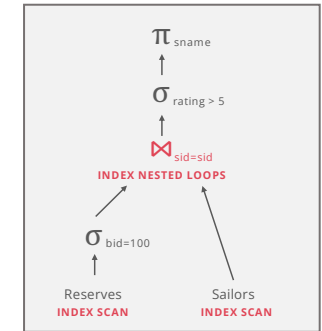 π sname
σ rating > 5
⋈ sid=sid
INDEX NESTED LOOPS
σ bid=100
Reserves Sailors
INDEX SCAN INDEX SCAN